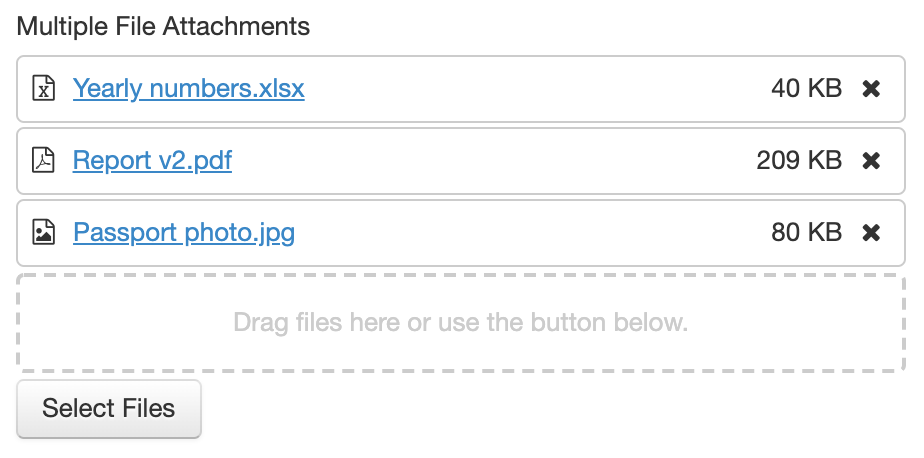 Multiple File Attachments
Yearly numbers.xlsx 40 KB
Report v2.pdf 209 KB
Passport photo.jpg 80 KB
Drag files here or use the button below.
Select Files